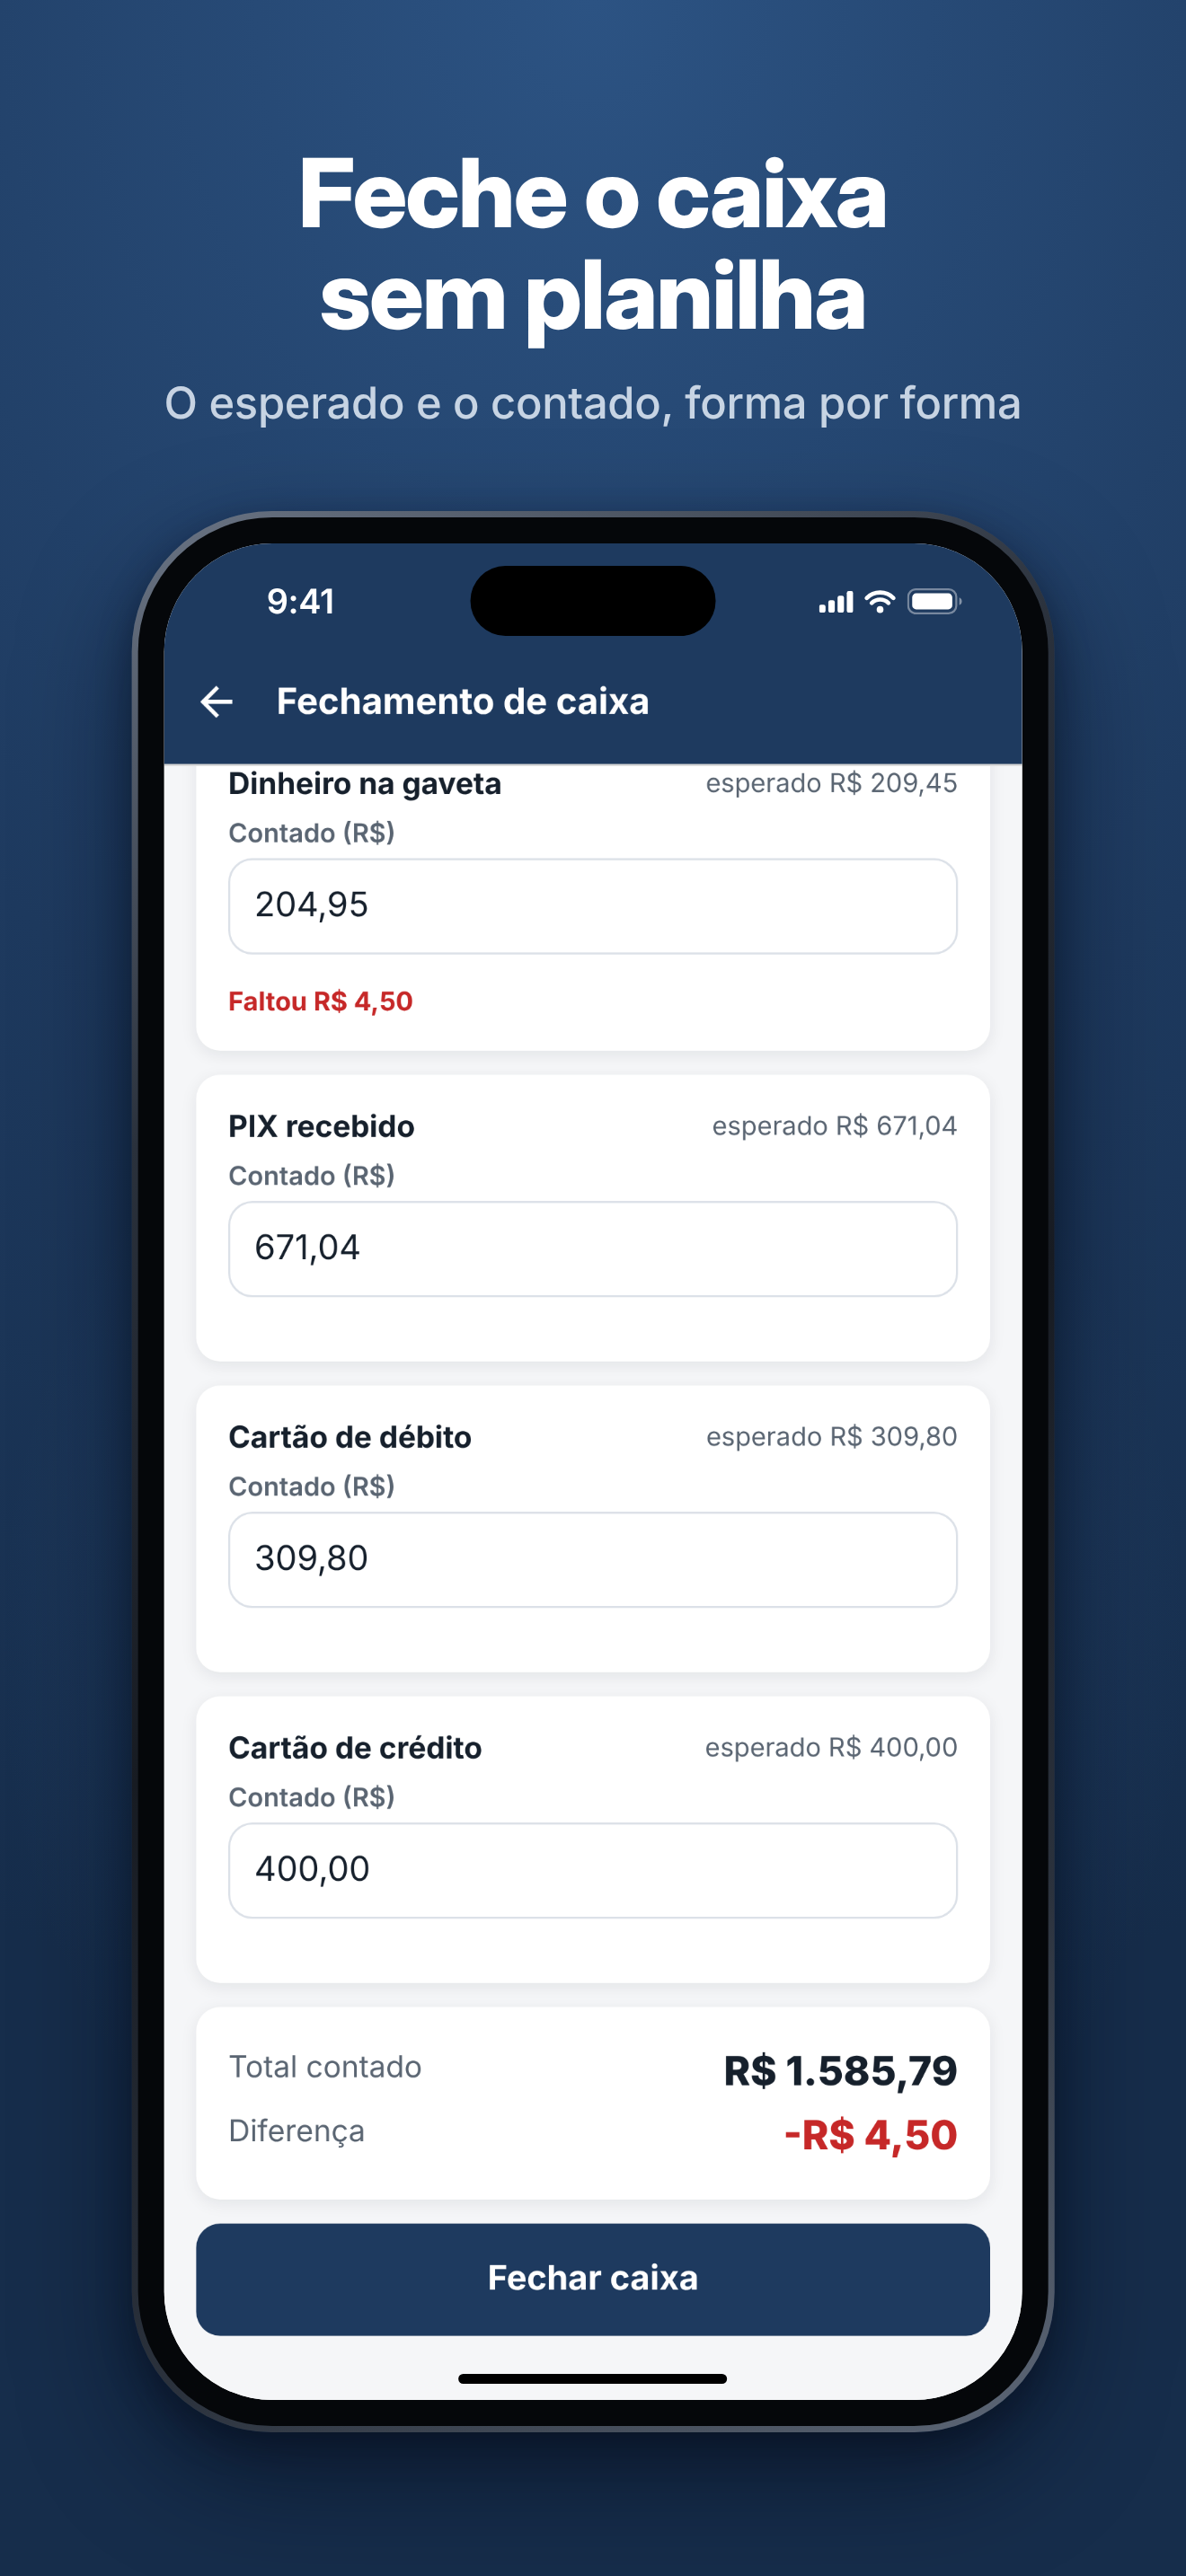 Feche o caixa
sem planilha
O esperado e o contado, forma por forma
9:41
Fechamento de caixa
Dinheiro na gaveta esperado R$ 209,45
Contado (R$)
204,95
Faltou R$ 4,50
PIX recebido esperado R$ 671,04
Contado (R$)
671,04
Cartão de débito esperado R$ 309,80
Contado (R$)
309,80
Cartão de crédito esperado R$ 400,00
Contado (R$)
400,00
Total contado R$ 1.585,79
Diferença -R$ 4,50
Fechar caixa